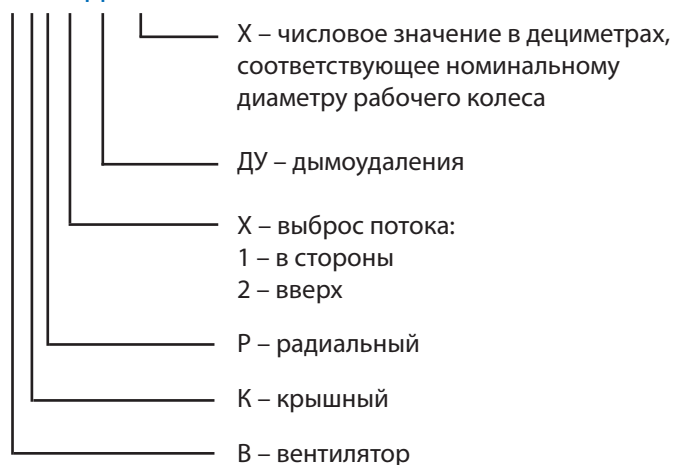 Х – числовое значение в дециметрах,
соответствующее номинальному
диаметру рабочего колеса
ДУ – дымоудаления
Х – выброс потока:
1 – в стороны
2 – вверх
Р – радиальный
К – крышный
В – вентилятор